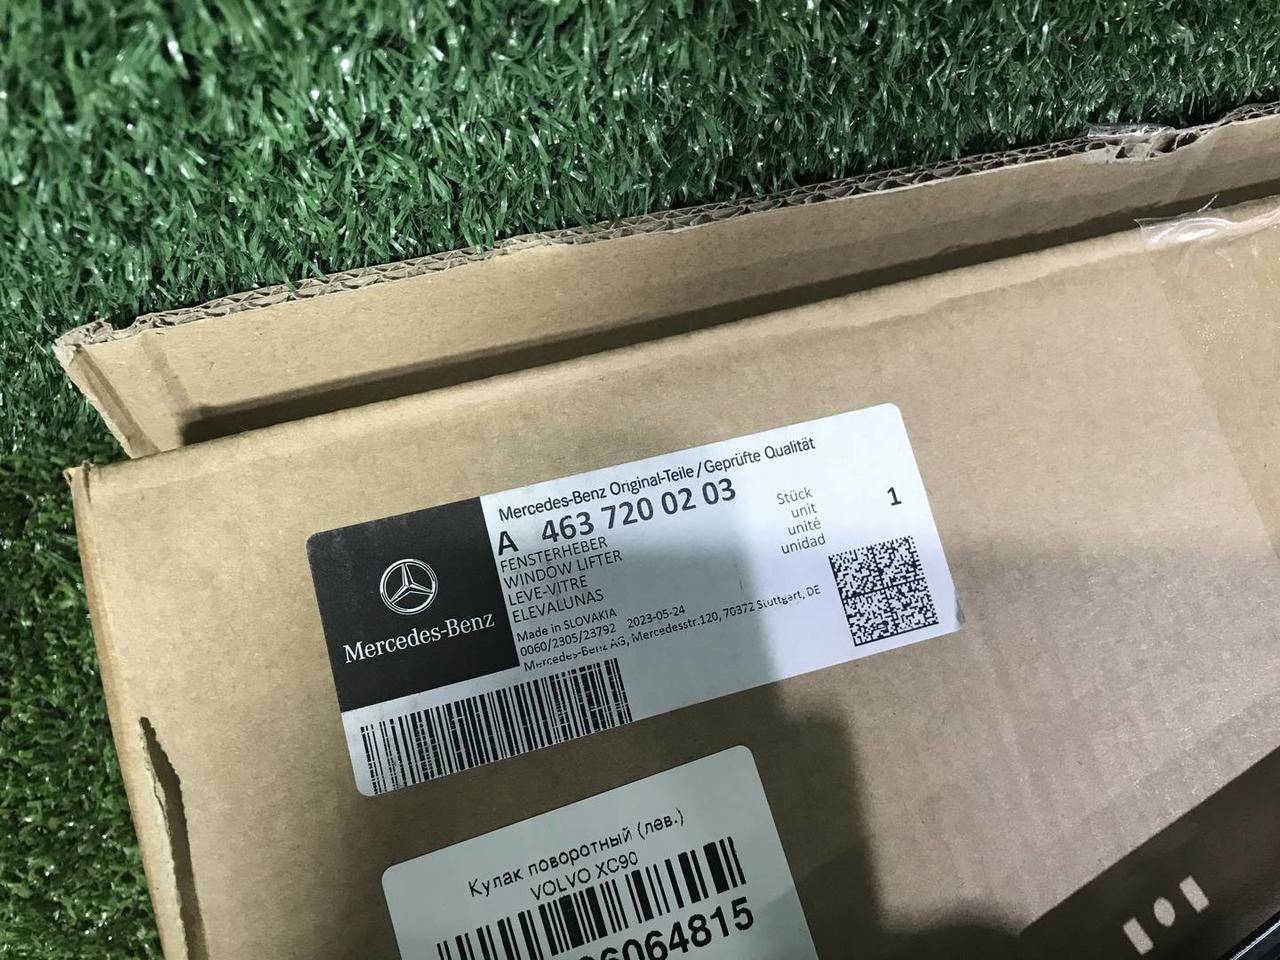 Mercedes-Benz
Mercedes-Benz Original-Teile/Geprüfte Qualität
A 463 720 02 03
FENSTERHEBER
WINDOW LIFTER
LEVE-VITRE
ELEVALUNAS
Stück
unit
unité
unidad
1
Made in SLOVAKIA
0060/2305/23792 2023-05-24
Mercedes-Benz AG, Mercedesstr.120, 70372 Stuttgart, DE
Кулак поворотный (лев.)
VOLVO XC90
6064815